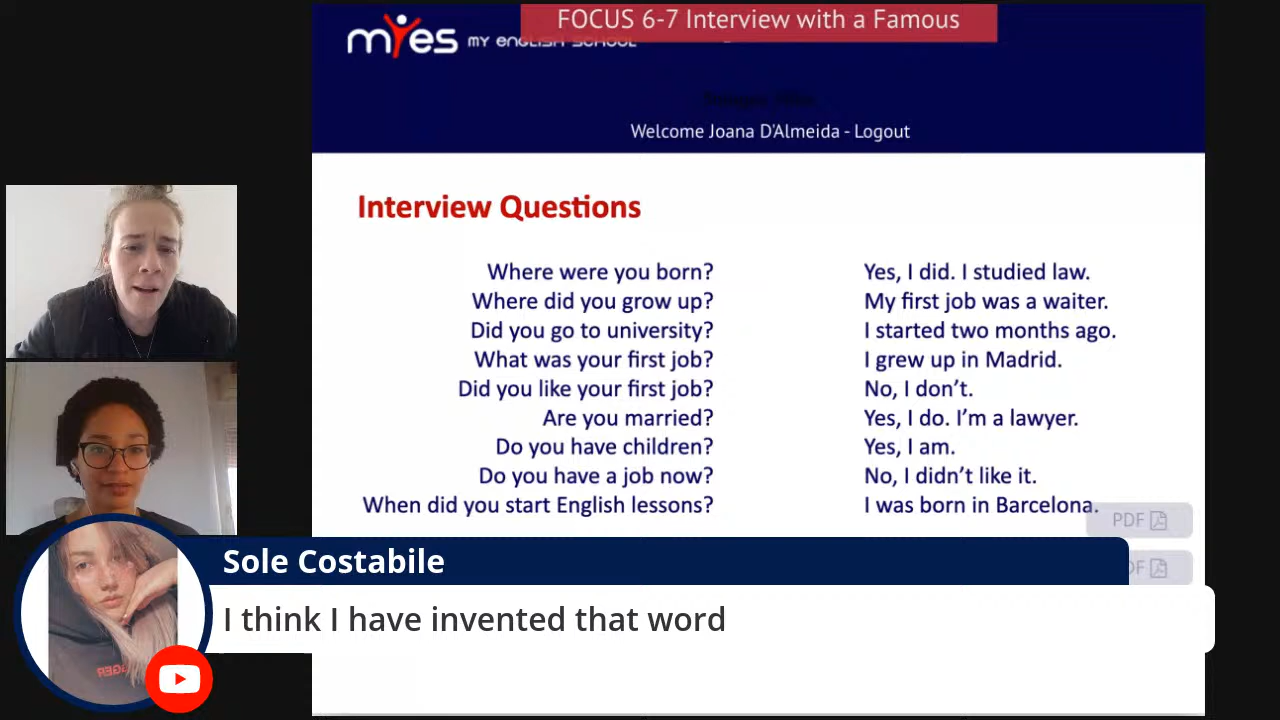 FOCUS 6-7 Interview with a Famous
myes MY ENGLISH SCHOOL
Welcome Joana D'Almeida - Logout
Interview Questions
Where were you born? Yes, I did. I studied law.
Where did you grow up? My first job was a waiter.
Did you go to university? I started two months ago.
What was your first job? I grew up in Madrid.
Did you like your first job? No, I don't.
Are you married? Yes, I do. I'm a lawyer.
Do you have children? Yes, I am.
Do you have a job now? No, I didn't like it.
When did you start English lessons? I was born in Barcelona.
PDF
Sole Costabile
I think I have invented that word